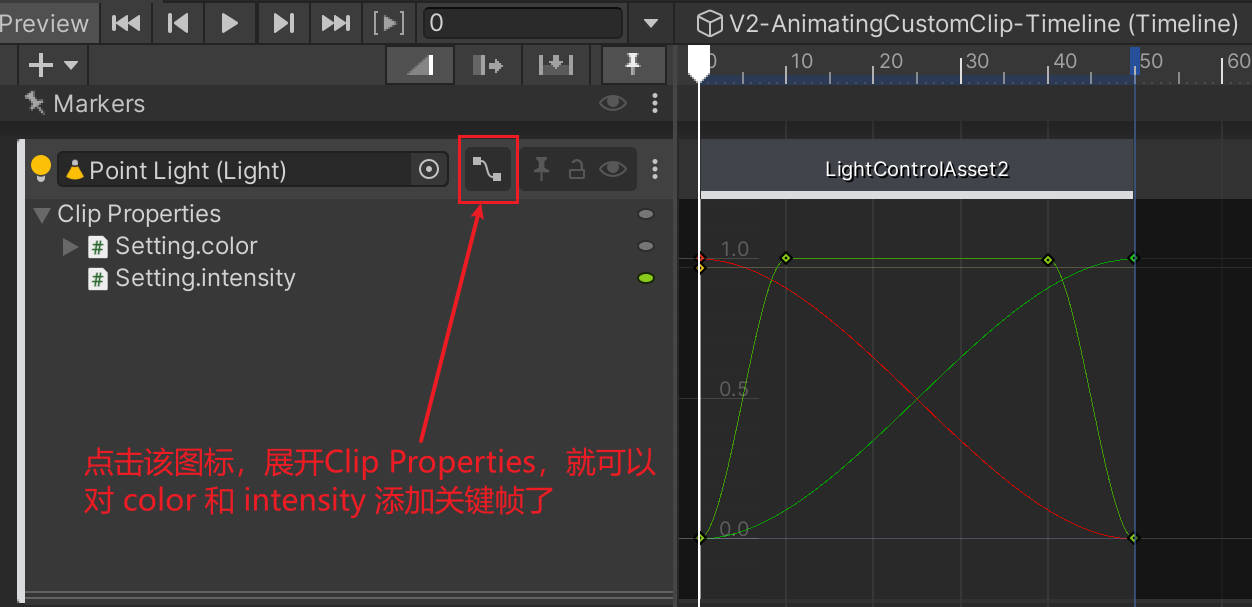 Preview
0
V2-AnimatingCustomClip-Timeline (Timeline)
0 10 20 30 40 50 60
Markers
Point Light (Light)
LightControlAsset2
Clip Properties
# Setting.color
# Setting.intensity
1.0
0.5
0.0
点击该图标，展开Clip Properties，就可以
对 color 和 intensity 添加关键帧了